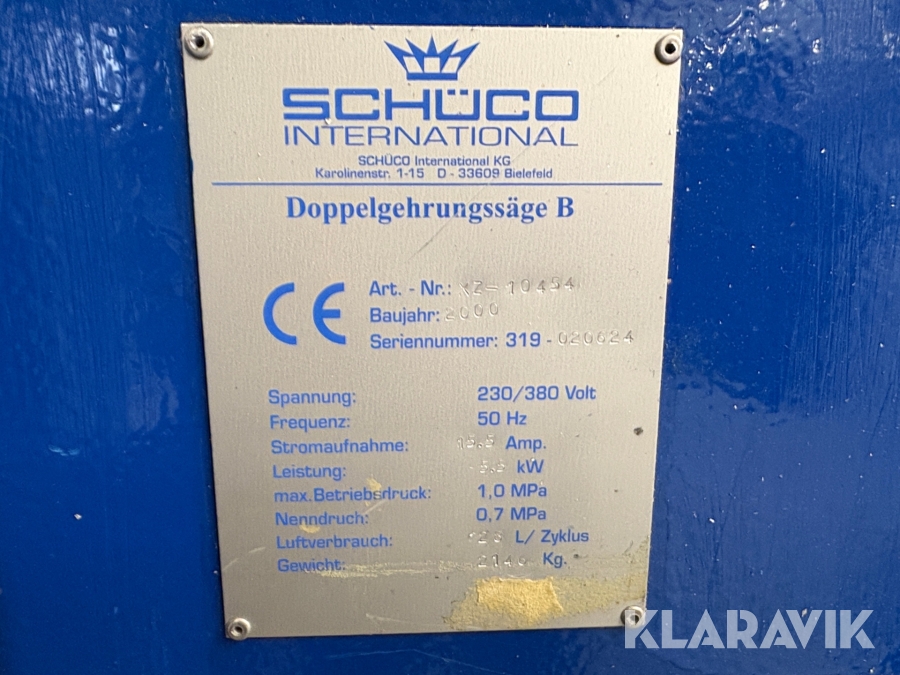 SCHÜCO
INTERNATIONAL
SCHÜCO International KG
Karolinenstr. 1-15 D - 33609 Bielefeld
Doppelgehrungssäge B
CE
Art. - Nr.:
Baujahr: 2000
Seriennummer: 319 - 020024
Spannung: 230/380 Volt
Frequenz: 50 Hz
Stromaufnahme: Amp.
Leistung: kW
max.Betriebsdruck: 1,0 MPa
Nenndruch: 0,7 MPa
Luftverbrauch: L/ Zyklus
Gewicht: Kg.
KLARAVIK